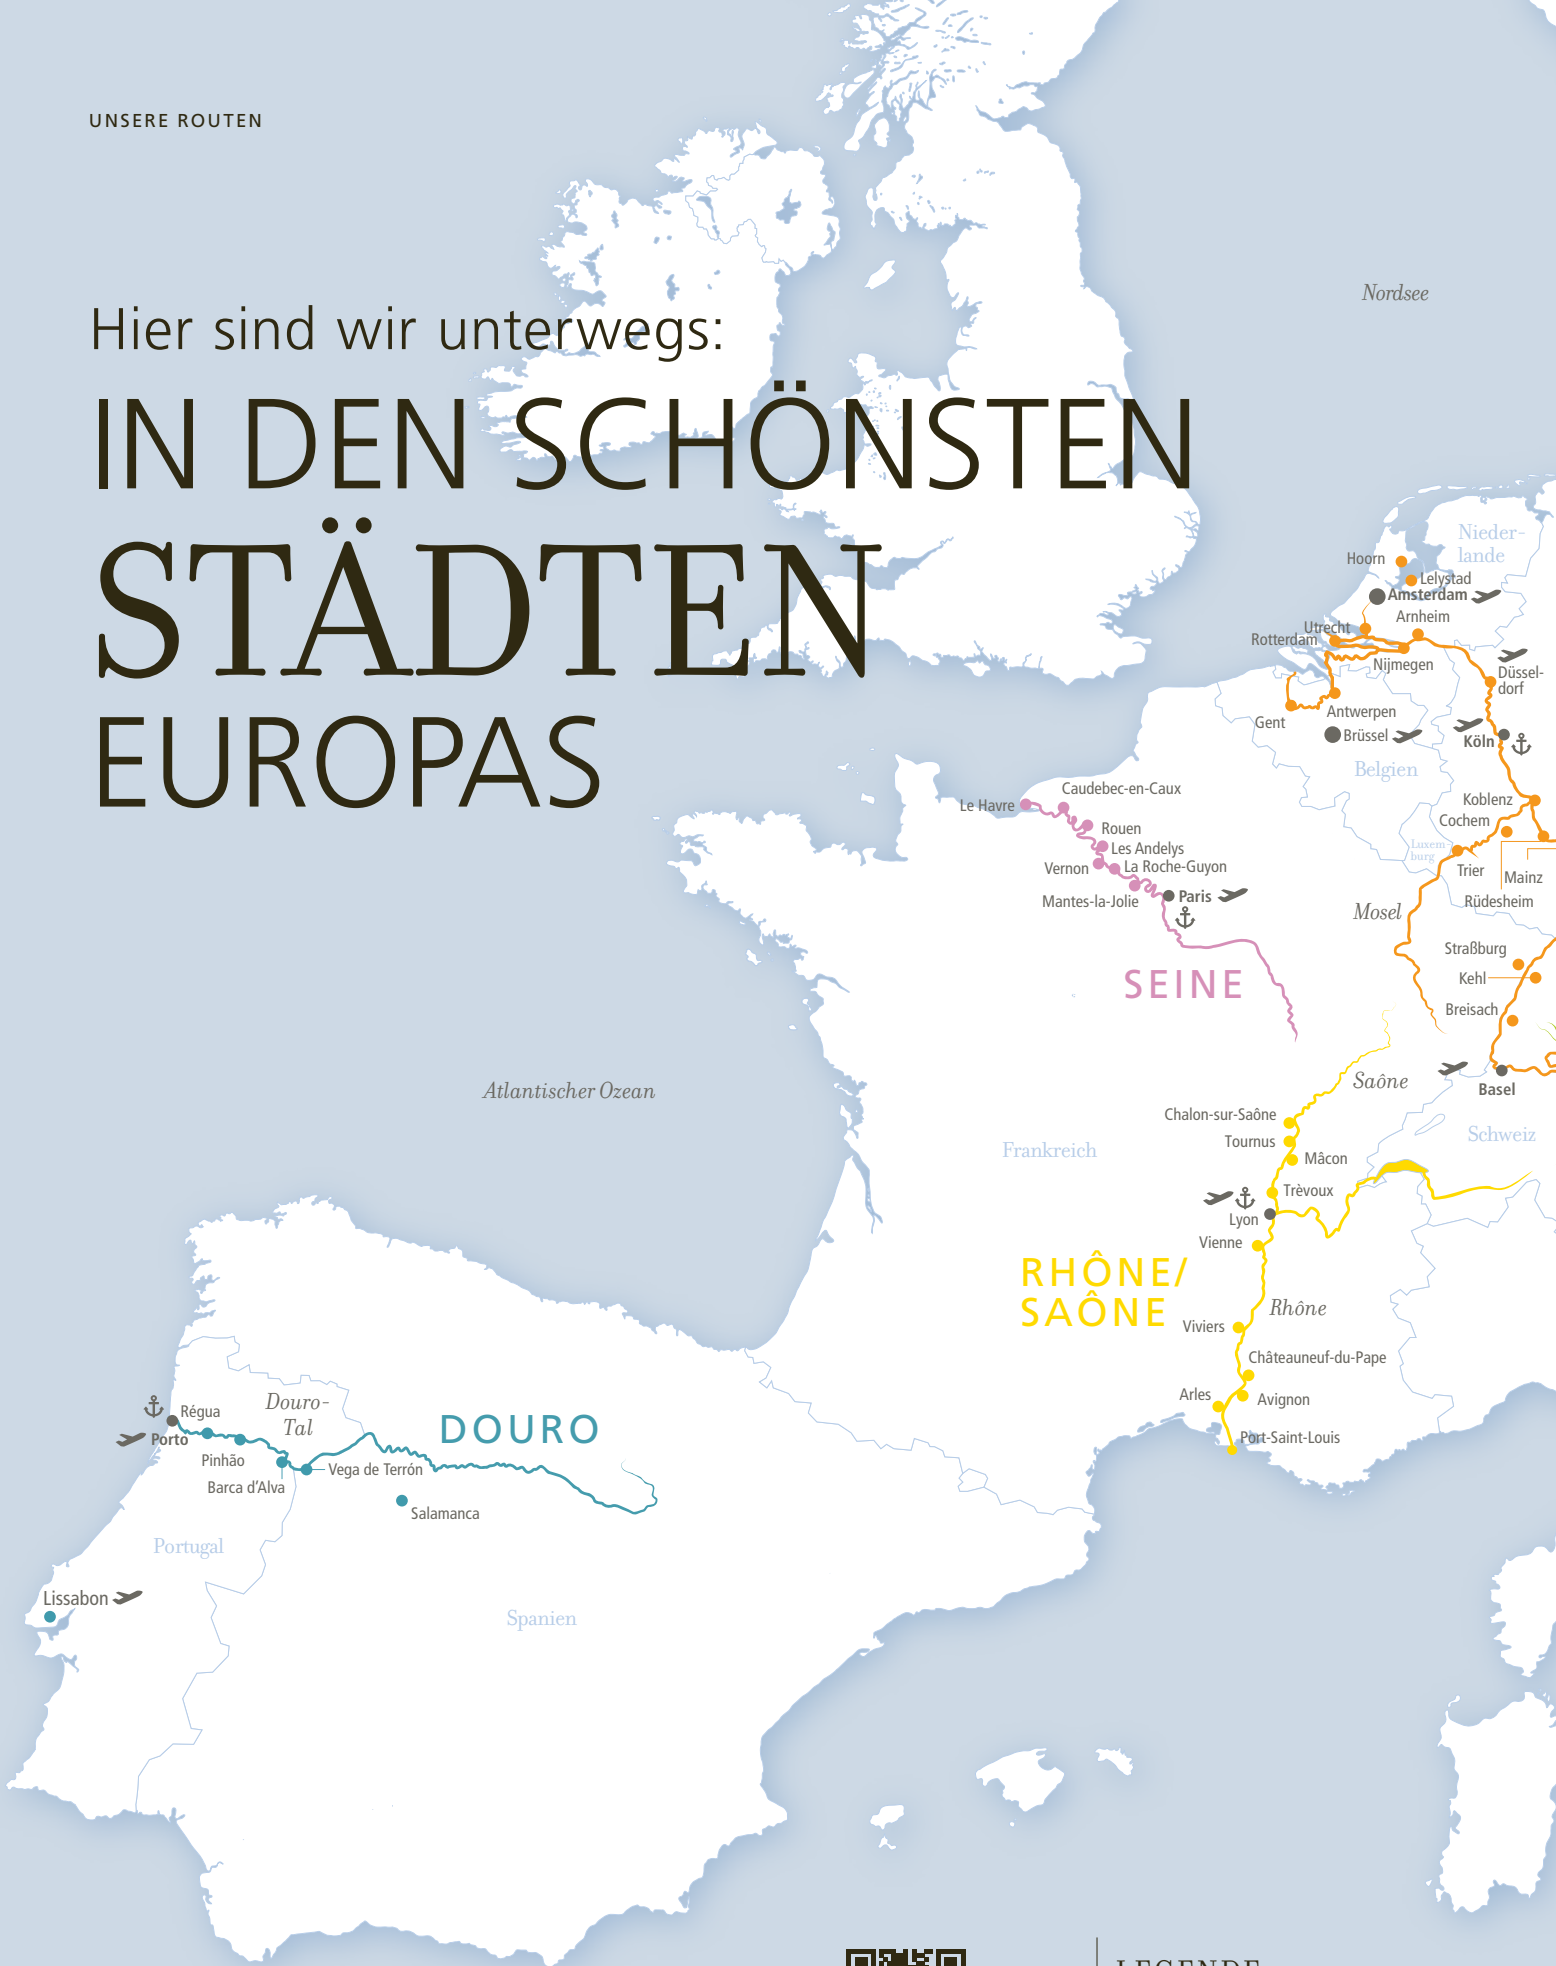 UNSERE ROUTEN
Hier sind wir unterwegs:
IN DEN SCHÖNSTEN
STÄDTEN
EUROPAS
Nordsee
Nieder-
lande
Hoorn
Lelystad
Amsterdam
Arnheim
Utrecht
Rotterdam
Nijmegen
Düssel-
dorf
Gent
Antwerpen
Brüssel
Köln
Belgien
Koblenz
Cochem
Luxem-
burg
Trier
Mainz
Rüdesheim
Mosel
Straßburg
Kehl
Breisach
Basel
Schweiz
Le Havre
Caudebec-en-Caux
Rouen
Les Andelys
Vernon
La Roche-Guyon
Mantes-la-Jolie
Paris
SEINE
Atlantischer Ozean
Frankreich
Saône
Chalon-sur-Saône
Tournus
Mâcon
Trèvoux
Lyon
Vienne
RHÔNE/
SAÔNE
Rhône
Viviers
Châteauneuf-du-Pape
Arles
Avignon
Port-Saint-Louis
Régua
Douro-
Tal
DOURO
Porto
Pinhão
Vega de Terrón
Barca d’Alva
Salamanca
Portugal
Lissabon
Spanien
LEGENDE